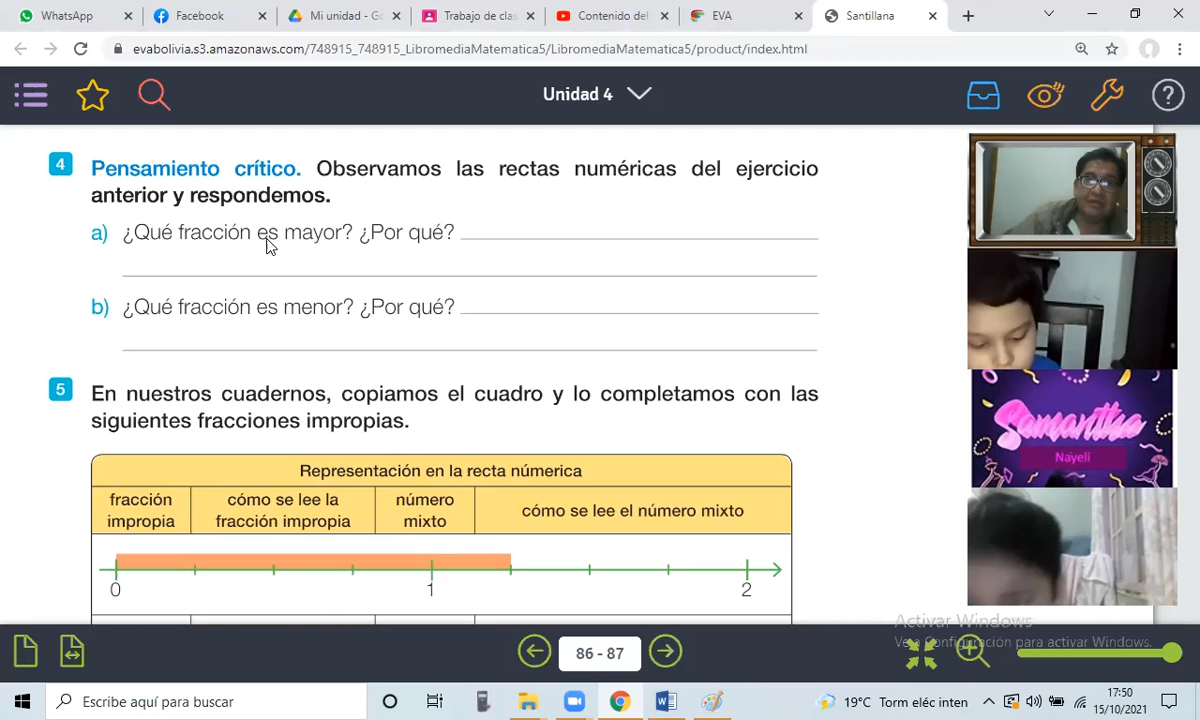 WhatsApp
Facebook
Mi unidad - Go
Trabajo de clas
Contenido del
EVA
Santillana
evabolivia.s3.amazonaws.com/748915_748915_LibromediaMatematica5/LibromediaMatematica5/product/index.html
Unidad 4
4 Pensamiento crítico. Observamos las rectas numéricas del ejercicio
anterior y respondemos.
a) ¿Qué fracción es mayor? ¿Por qué?
b) ¿Qué fracción es menor? ¿Por qué?
5 En nuestros cuadernos, copiamos el cuadro y lo completamos con las
siguientes fracciones impropias.
Representación en la recta númerica
fracción
impropia
cómo se lee la
fracción impropia
número
mixto
cómo se lee el número mixto
0 1 2
Samantha
Nayeli
Activar Windows
Ve a Configuración para activar Windows.
86 - 87
Escribe aquí para buscar
19°C Torm eléc inten
17:50
15/10/2021